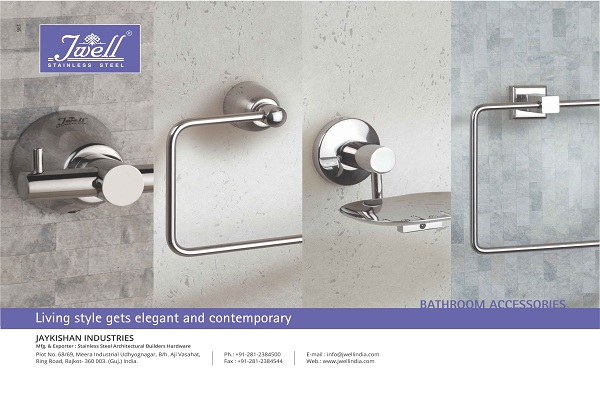 Jwell ®
STAINLESS STEEL
Jwell
BATHROOM ACCESSORIES
Living style gets elegant and contemporary
JAYKISHAN INDUSTRIES
Mfg. & Exporter : Stainless Steel Architectural Builders Hardware
Plot No. 68/69, Meera Industrial Udhyognagar, B/h. Aji Vasahat,
Ring Road, Rajkot- 360 003. (Guj.) India.
Ph.: +91-281-2384500
Fax : +91-281-2384544
E-mail : info@jwellindia.com
Web.: www.jwellindia.com